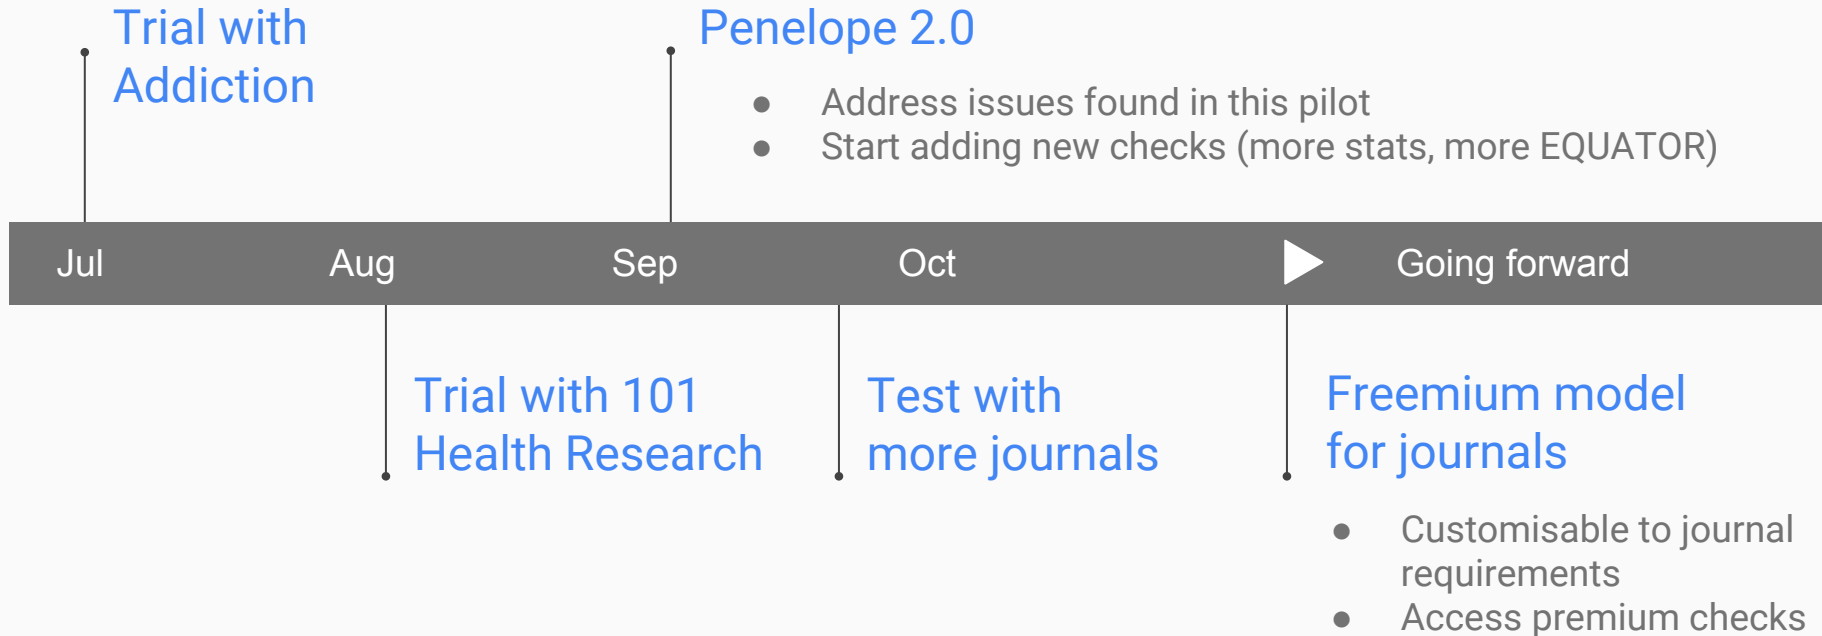 Trial with
Addiction
Penelope 2.0
● Address issues found in this pilot
● Start adding new checks (more stats, more EQUATOR)
Jul Aug Sep Oct Going forward
Trial with 101
Health Research
Test with
more journals
Freemium model
for journals
● Customisable to journal
requirements
● Access premium checks